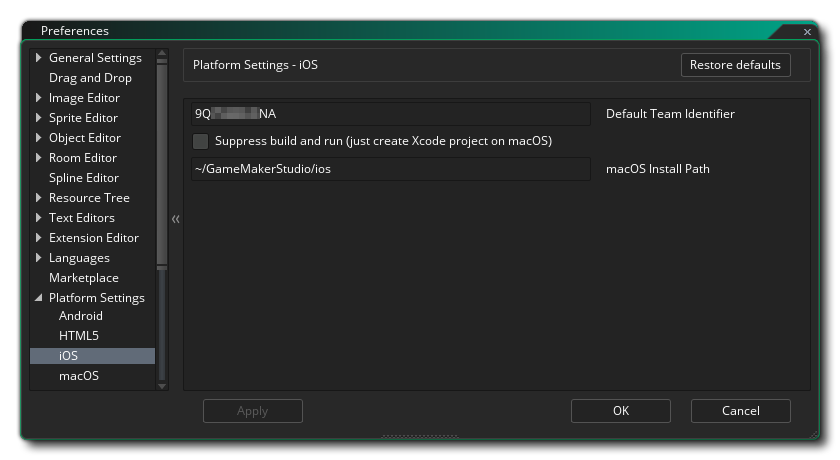 Preferences
General Settings
Drag and Drop
Image Editor
Sprite Editor
Object Editor
Room Editor
Spline Editor
Resource Tree
Text Editors
Extension Editor
Languages
Marketplace
Platform Settings
Android
HTML5
iOS
macOS
Platform Settings - iOS
Restore defaults
9Q NA
Default Team Identifier
Suppress build and run (just create Xcode project on macOS)
~/GameMakerStudio/ios
macOS Install Path
Apply
OK
Cancel